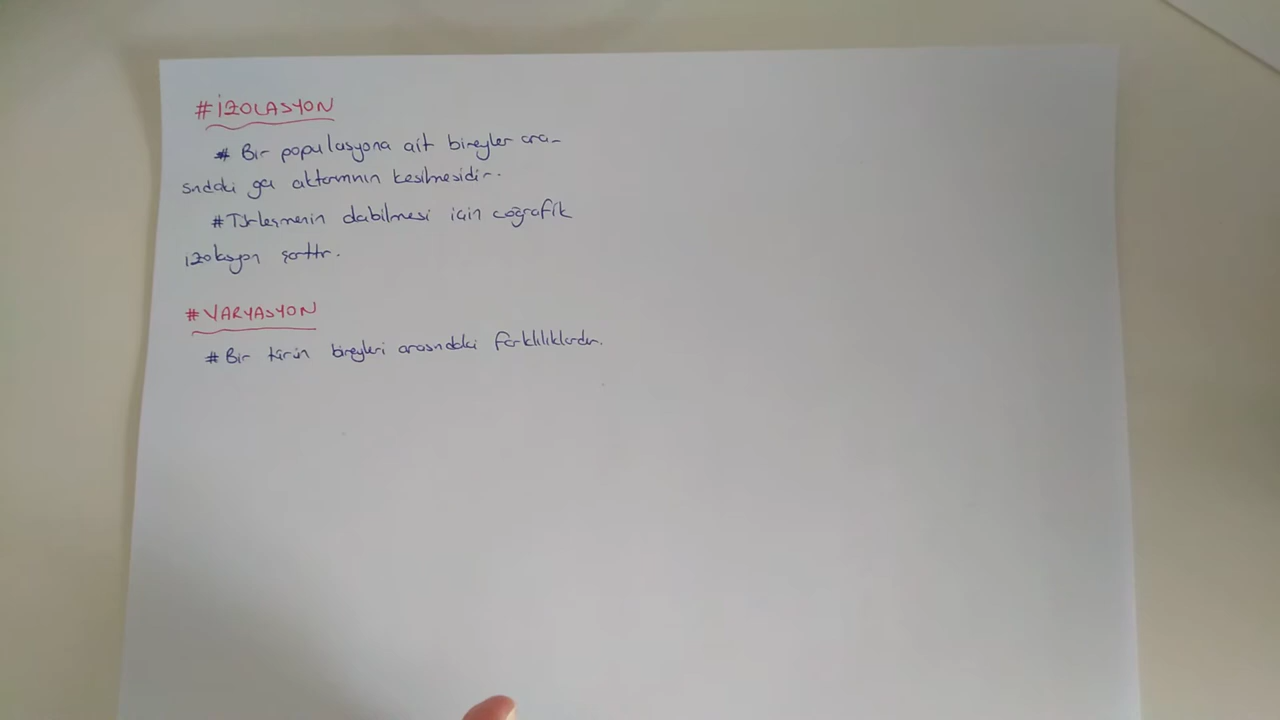 #İZOLASYON
# Bir populasyona ait bireyler ara-
sındaki gen aktarımının kesilmesidir.
#Türleşmenin olabilmesi için coğrafik
izolasyon şarttır.
#VARYASYON
# Bir türün bireyleri arasındaki farklılıklardır.